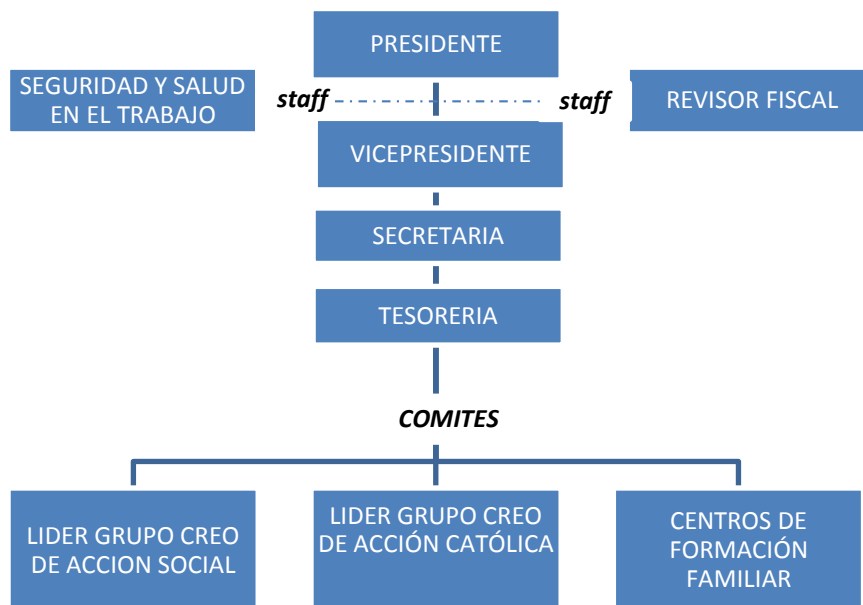 PRESIDENTE
SEGURIDAD Y SALUD
EN EL TRABAJO
staff
staff
REVISOR FISCAL
VICEPRESIDENTE
SECRETARIA
TESORERIA
COMITES
LIDER GRUPO CREO
DE ACCION SOCIAL
LIDER GRUPO CREO
DE ACCIÓN CATÓLICA
CENTROS DE
FORMACIÓN
FAMILIAR